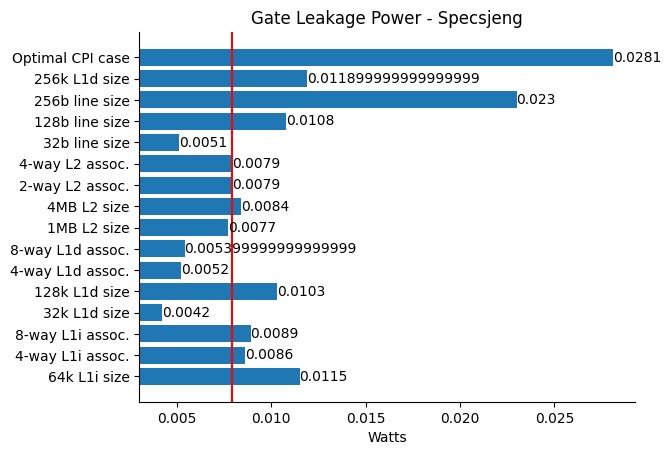 Gate Leakage Power - Specsjeng
Optimal CPI case 0.0281
256k L1d size 0.011899999999999999
256b line size 0.023
128b line size 0.0108
32b line size 0.0051
4-way L2 assoc. 0.0079
2-way L2 assoc. 0.0079
4MB L2 size 0.0084
1MB L2 size 0.0077
8-way L1d assoc. 0.005399999999999999
4-way L1d assoc. 0.0052
128k L1d size 0.0103
32k L1d size 0.0042
8-way L1i assoc. 0.0089
4-way L1i assoc. 0.0086
64k L1i size 0.0115
0.005 0.010 0.015 0.020 0.025
Watts